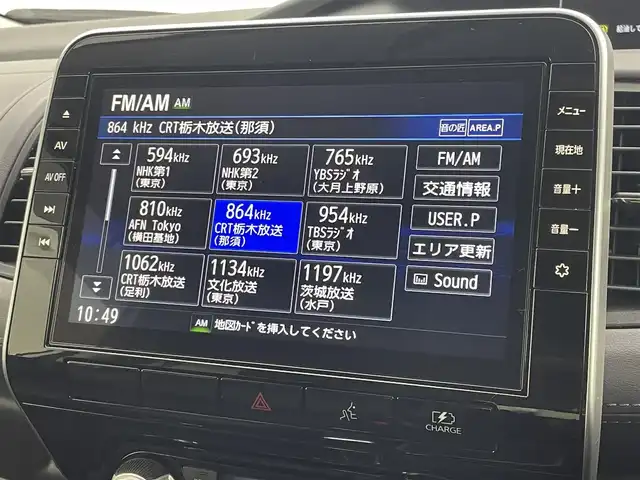 給油して
FM/AM AM
864 kHz CRT栃木放送(那須)
音の匠 AREA.P
594kHz
NHK第1
(東京)
693kHz
NHK第2
(東京)
765kHz
YBSラジオ
(大月上野原)
810kHz
AFN Tokyo
(横田基地)
864kHz
CRT栃木放送
(那須)
954kHz
TBSラジオ
(東京)
1062kHz
CRT栃木放送
(足利)
1134kHz
文化放送
(東京)
1197kHz
茨城放送
(水戸)
FM/AM
交通情報
USER.P
エリア更新
Sound
10:49
AM 地図カードを挿入してください
AV
AV OFF
メニュー
現在地
音量+
音量−
CHARGE